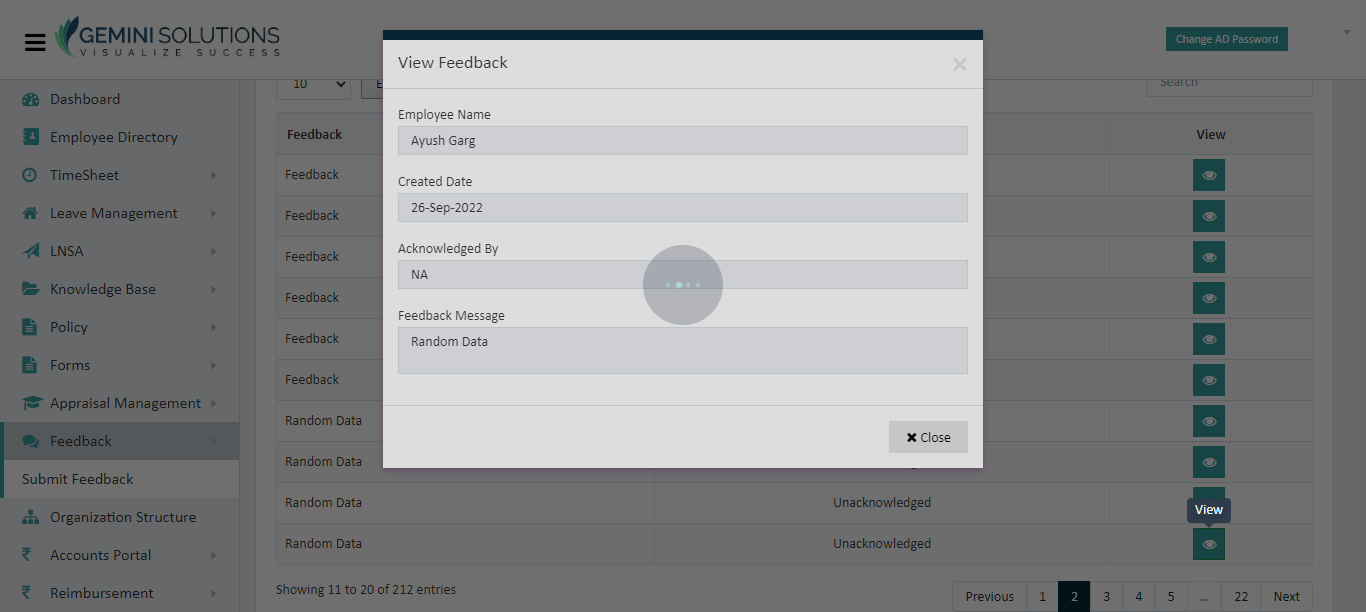 GEMINI SOLUTIONS
VISUALIZE SUCCESS
Change AD Password
Dashboard
Employee Directory
TimeSheet
Leave Management
LNSA
Knowledge Base
Policy
Forms
Appraisal Management
Feedback
Submit Feedback
Organization Structure
₹ Accounts Portal
₹ Reimbursement
View Feedback
×
Employee Name
Ayush Garg
Created Date
26-Sep-2022
Acknowledged By
NA
Feedback Message
Random Data
Close
10
Search
Feedback View
Feedback
Feedback
Feedback
Feedback
Feedback
Feedback
Random Data
Random Data
Random Data Unacknowledged
View
Random Data Unacknowledged
Showing 11 to 20 of 212 entries
Previous 1 2 3 4 5 ... 22 Next